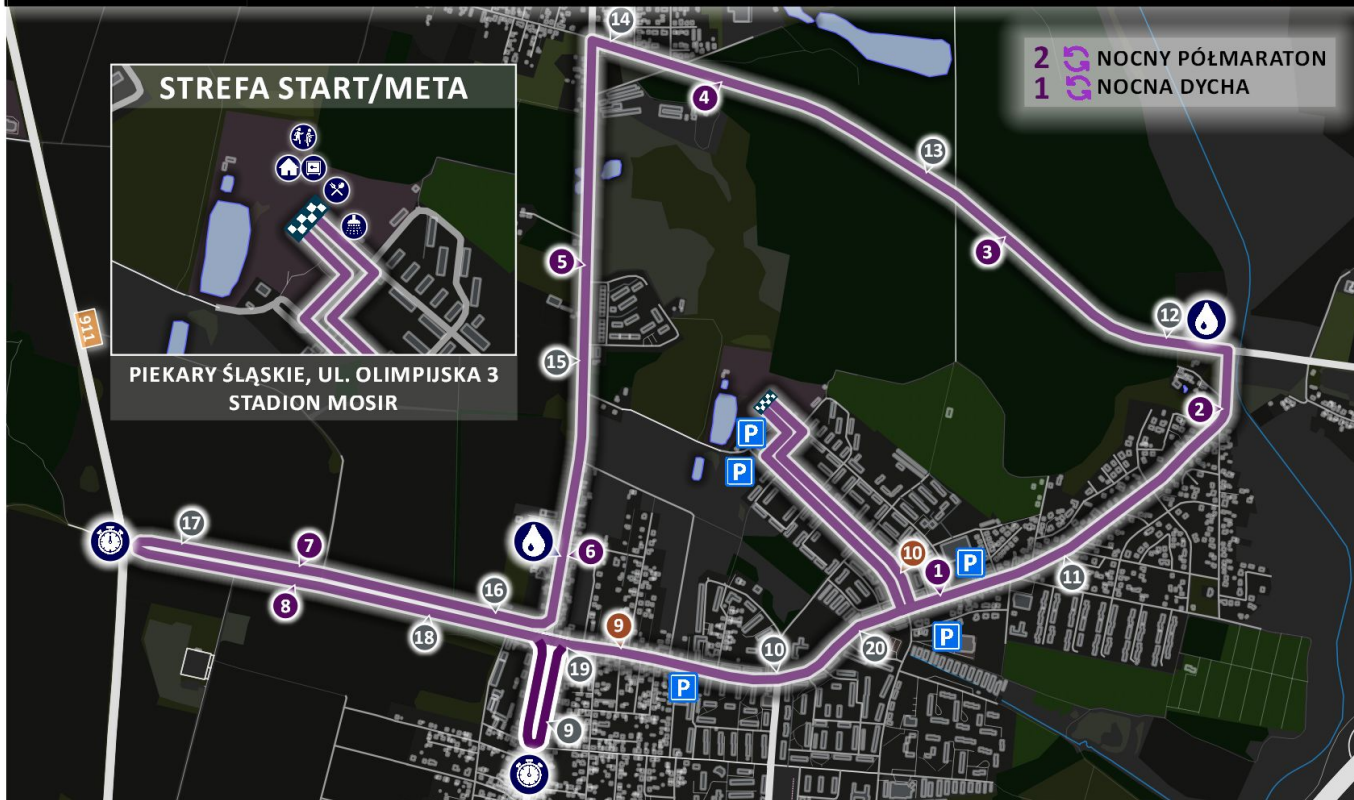 STREFA START/META
PIEKARY ŚLĄSKIE, UL. OLIMPIJSKA 3
STADION MOSIR
2 NOCNY PÓŁMARATON
1 NOCNA DYCHA
14
4
13
3
5
12
911
15
2
P
P
17
7
6
10
1
P
11
8
16
18
9
10
20
P
19
P
9